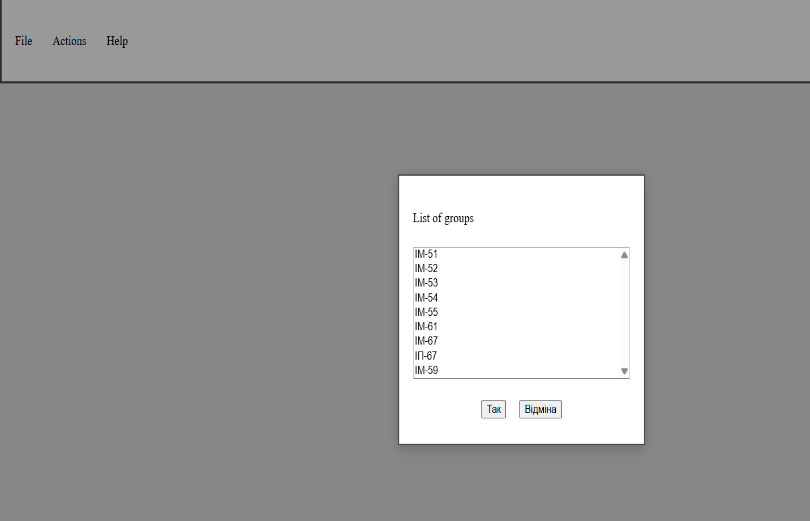 File Actions Help
List of groups
ІМ-51
ІМ-52
ІМ-53
ІМ-54
ІМ-55
ІМ-61
ІМ-67
ІП-67
ІМ-59
Так Відміна